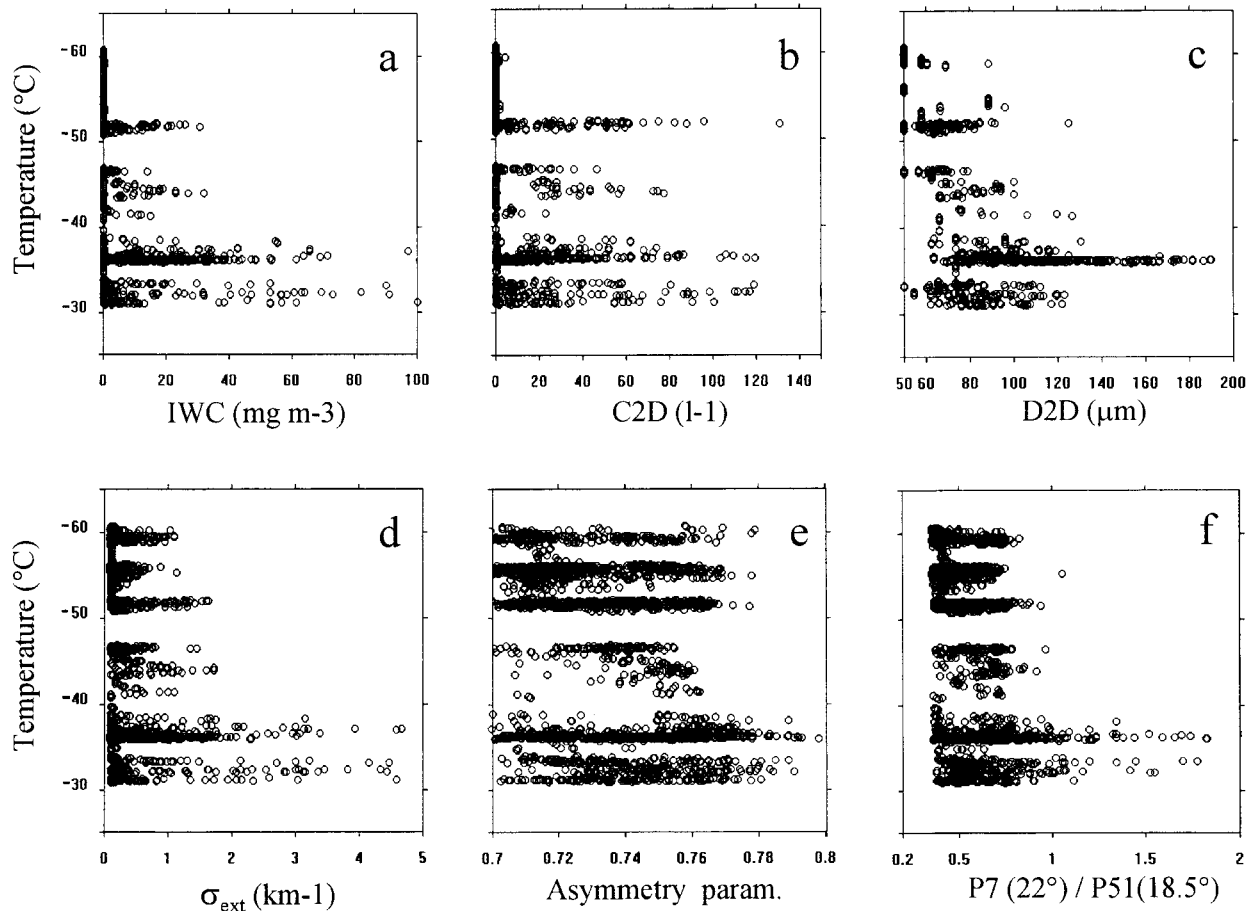 a
b
c
Temperature (°C)
-60
-50
-40
-30
0 20 40 60 80 100
IWC (mg m-3)
0 20 40 60 80 100 120 140
C2D (l-1)
50 60 80 100 120 140 160 180 200
D2D (μm)
d
e
f
Temperature (°C)
-60
-50
-40
-30
0 1 2 3 4 5
σext (km-1)
0.7 0.72 0.74 0.76 0.78 0.8
Asymmetry param.
0.2 0.5 1 1.5 2
P7 (22°) / P51(18.5°)